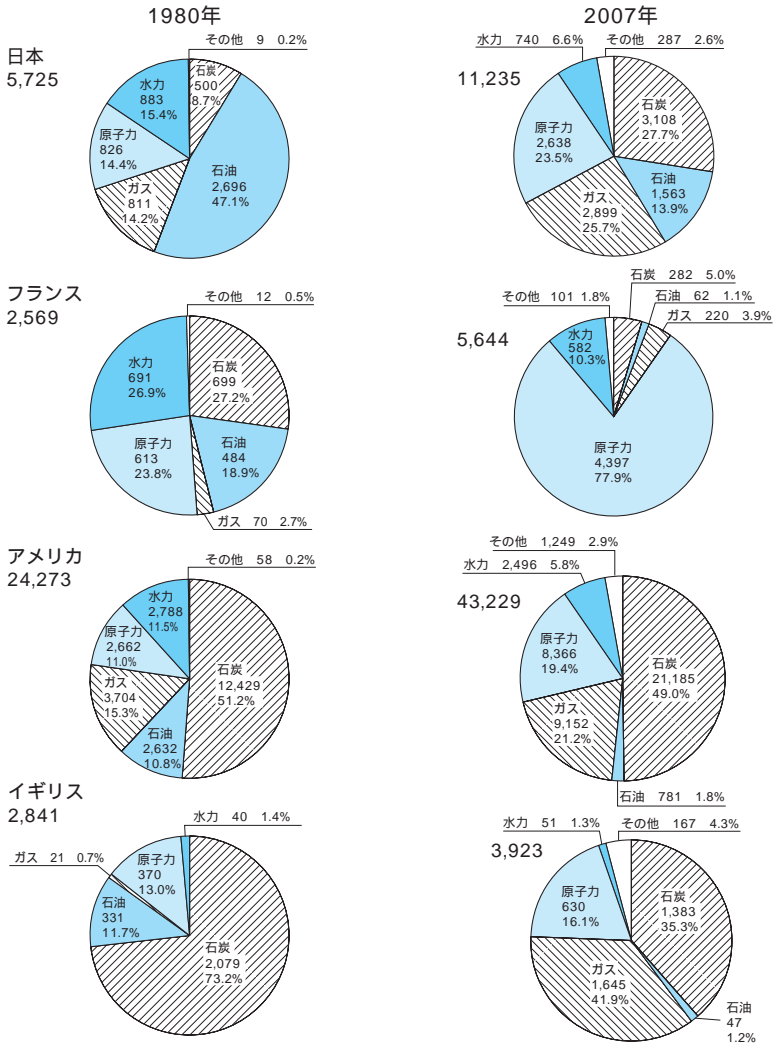 1980年
2007年
日本
5,725
その他 9 0.2%
石炭
500
8.7%
石油
2,696
47.1%
ガス
811
14.2%
原子力
826
14.4%
水力
883
15.4%
11,235
水力 740 6.6%
その他 287 2.6%
石炭
3,108
27.7%
石油
1,563
13.9%
ガス
2,899
25.7%
原子力
2,638
23.5%
フランス
2,569
その他 12 0.5%
石炭
699
27.2%
石油
484
18.9%
ガス 70 2.7%
原子力
613
23.8%
水力
691
26.9%
5,644
その他 101 1.8%
石炭 282 5.0%
石油 62 1.1%
ガス 220 3.9%
原子力
4,397
77.9%
水力
582
10.3%
アメリカ
24,273
その他 58 0.2%
石炭
12,429
51.2%
石油
2,632
10.8%
ガス
3,704
15.3%
原子力
2,662
11.0%
水力
2,788
11.5%
43,229
その他 1,249 2.9%
水力 2,496 5.8%
石炭
21,185
49.0%
石油 781 1.8%
ガス
9,152
21.2%
原子力
8,366
19.4%
イギリス
2,841
水力 40 1.4%
石炭
2,079
73.2%
石油
331
11.7%
ガス 21 0.7%
原子力
370
13.0%
3,923
水力 51 1.3%
その他 167 4.3%
石炭
1,383
35.3%
石油
47
1.2%
ガス
1,645
41.9%
原子力
630
16.1%